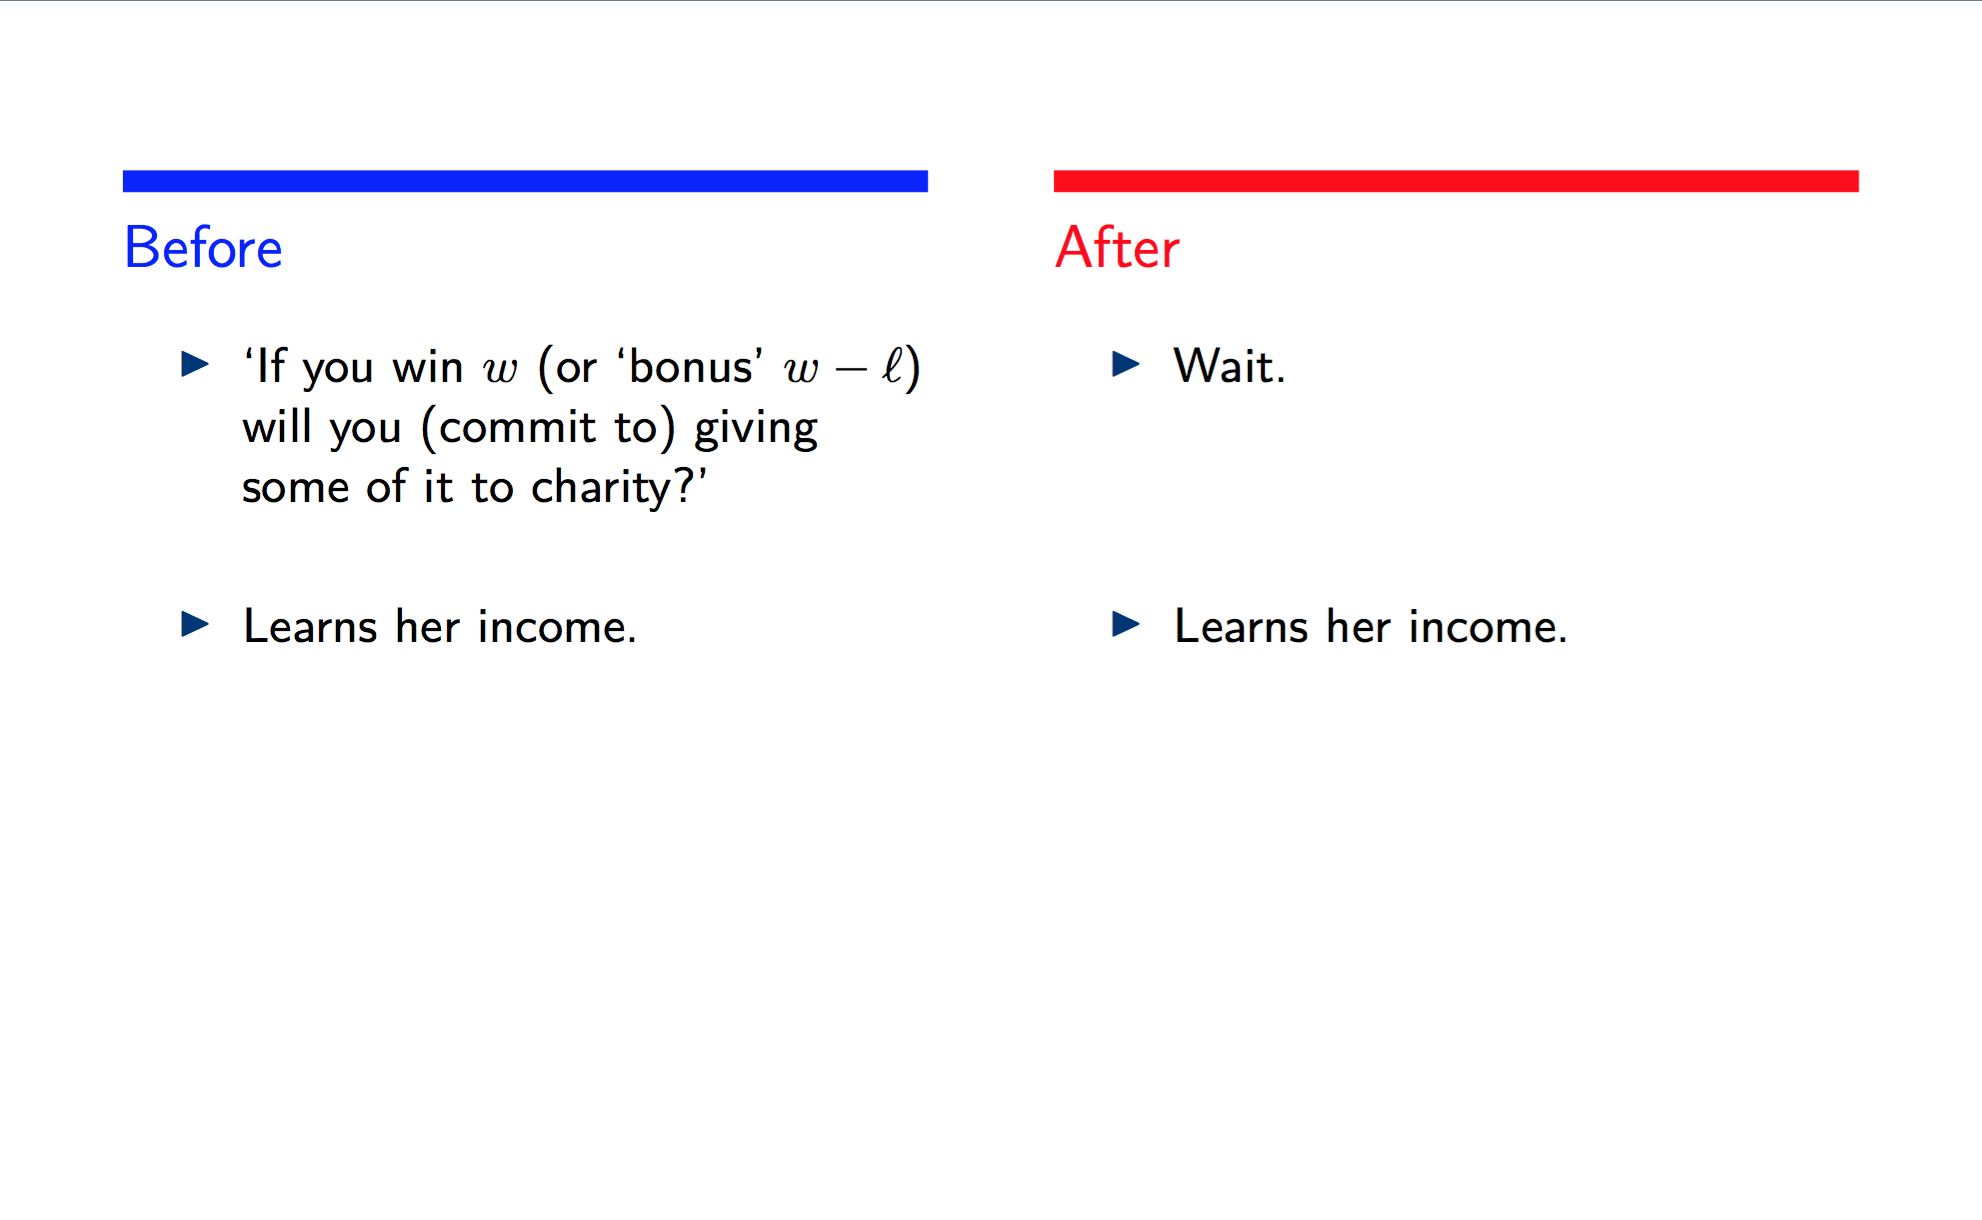 Before
‘If you win w (or ‘bonus’ w − ℓ)
will you (commit to) giving
some of it to charity?’
Learns her income.
After
Wait.
Learns her income.